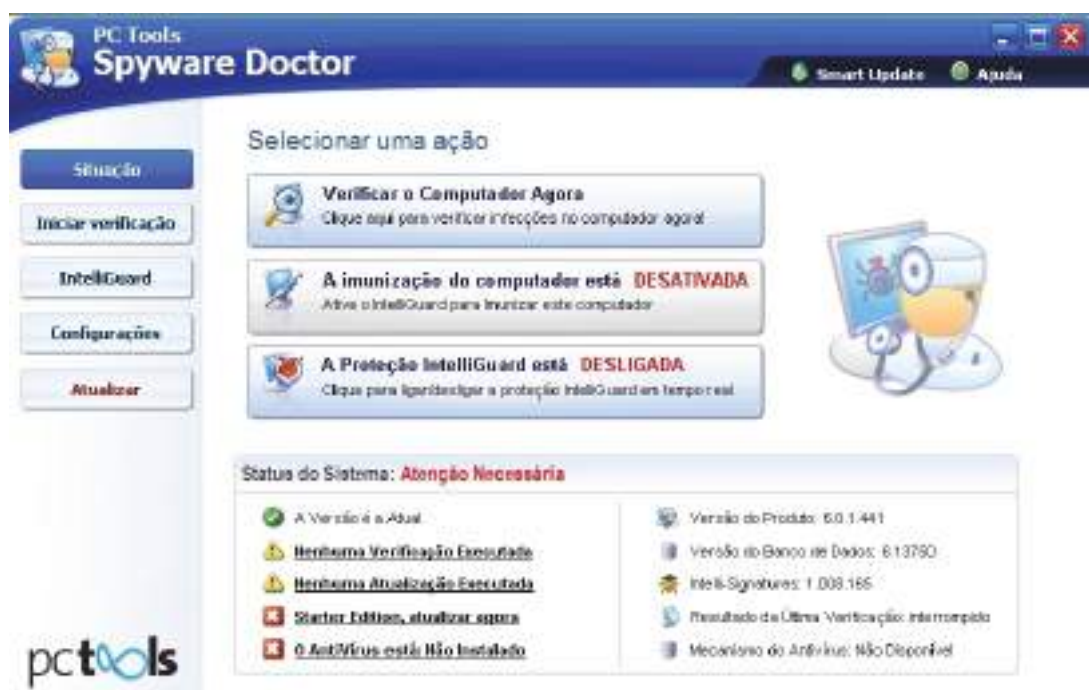 PC Tools
Spyware Doctor
Smart Update
Ajuda
Situação
Iniciar verificação
IntelliGuard
Configurações
Atualizar
Selecionar uma ação
Verificar o Computador Agora
Clique aqui para verificar infecções no computador agora!
A imunização do computador está DESATIVADA
Ative o IntelliGuard para imunizar este computador
A Proteção IntelliGuard está DESLIGADA
Clique para ligar/desligar a proteção IntelliGuard em tempo real
Status do Sistema: Atenção Necessária
A Versão é a Atual
Nenhuma Verificação Executada
Nenhuma Atualização Executada
Starter Edition, atualizar agora
O AntiVírus está Não Instalado
Versão do Produto: 6.0.1.441
Versão do Banco de Dados: 6.13750
Intelli-Signatures: 1.008.165
Resultado da Última Verificação: interrompido
Mecanismo do Antivírus: Não Disponível
pctools